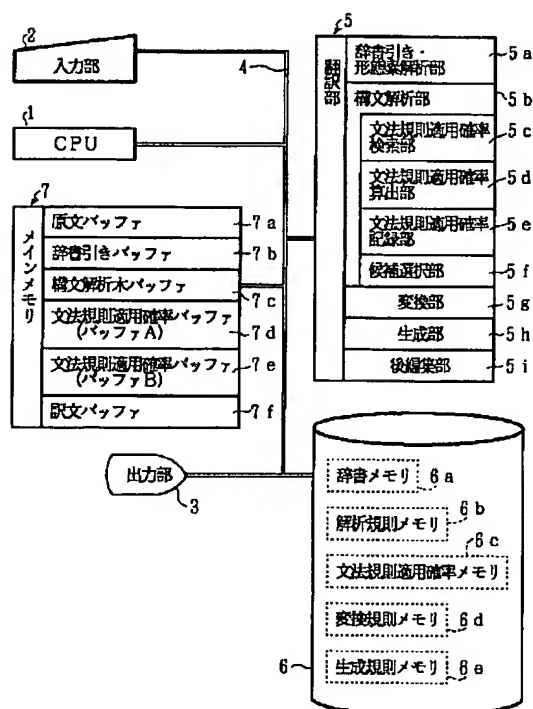 2
入力部
4
1
CPU
7
メインメモリ
原文バッファ
7a
辞書引きバッファ
7b
構文解析木バッファ
7c
文法規則適用確率バッファ
(バッファA)
7d
文法規則適用確率バッファ
(バッファB)
7e
訳文バッファ
7f
出力部
3
5
翻訳部
辞書引き・
形態素解析部
5a
構文解析部
5b
文法規則適用確率
検索部
5c
文法規則適用確率
算出部
5d
文法規則適用確率
記録部
5e
候補選択部
5f
変換部
5g
生成部
5h
後編集部
5i
辞書メモリ
6a
解析規則メモリ
6b
6c
文法規則適用確率メモリ
変換規則メモリ
6d
生成規則メモリ
6e
6